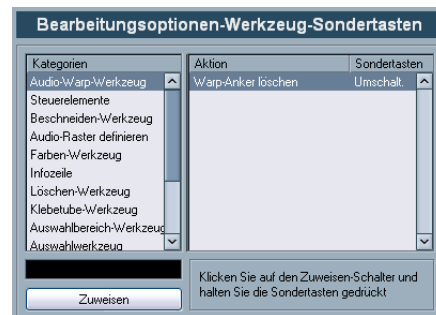 Bearbeitungsoptionen-Werkzeug-Sondertasten
Kategorien
Aktion
Sondertasten
Audio-Warp-Werkzeug
Steuerelemente
Beschneiden-Werkzeug
Audio-Raster definieren
Farben-Werkzeug
Infozeile
Löschen-Werkzeug
Klebetube-Werkzeug
Auswahlbereich-Werkzeug
Auswahlwerkzeug
Warp-Anker löschen
Umschalt.
Zuweisen
Klicken Sie auf den Zuweisen-Schalter und
halten Sie die Sondertasten gedrückt